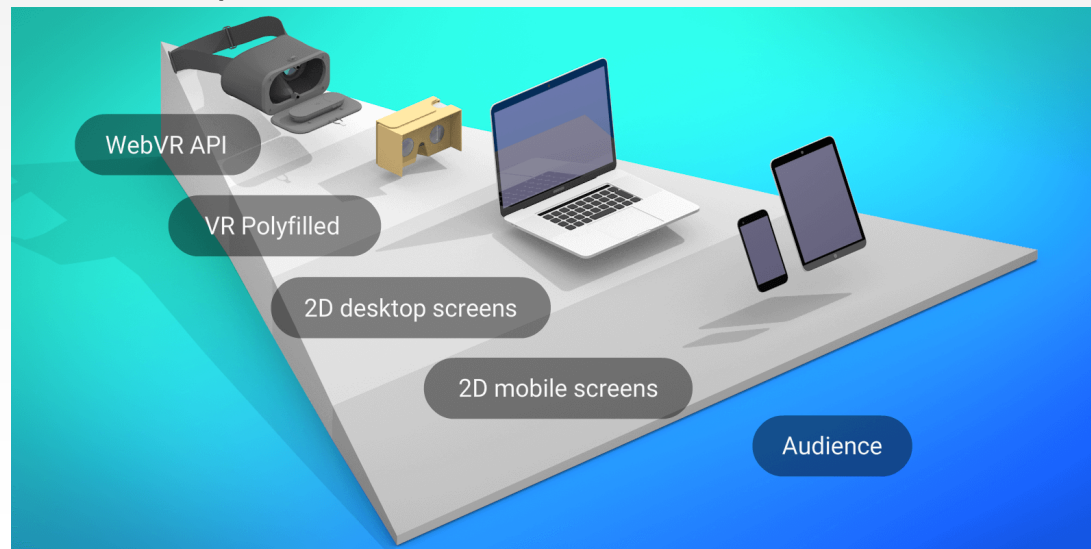 WebVR API
VR Polyfilled
2D desktop screens
2D mobile screens
Audience